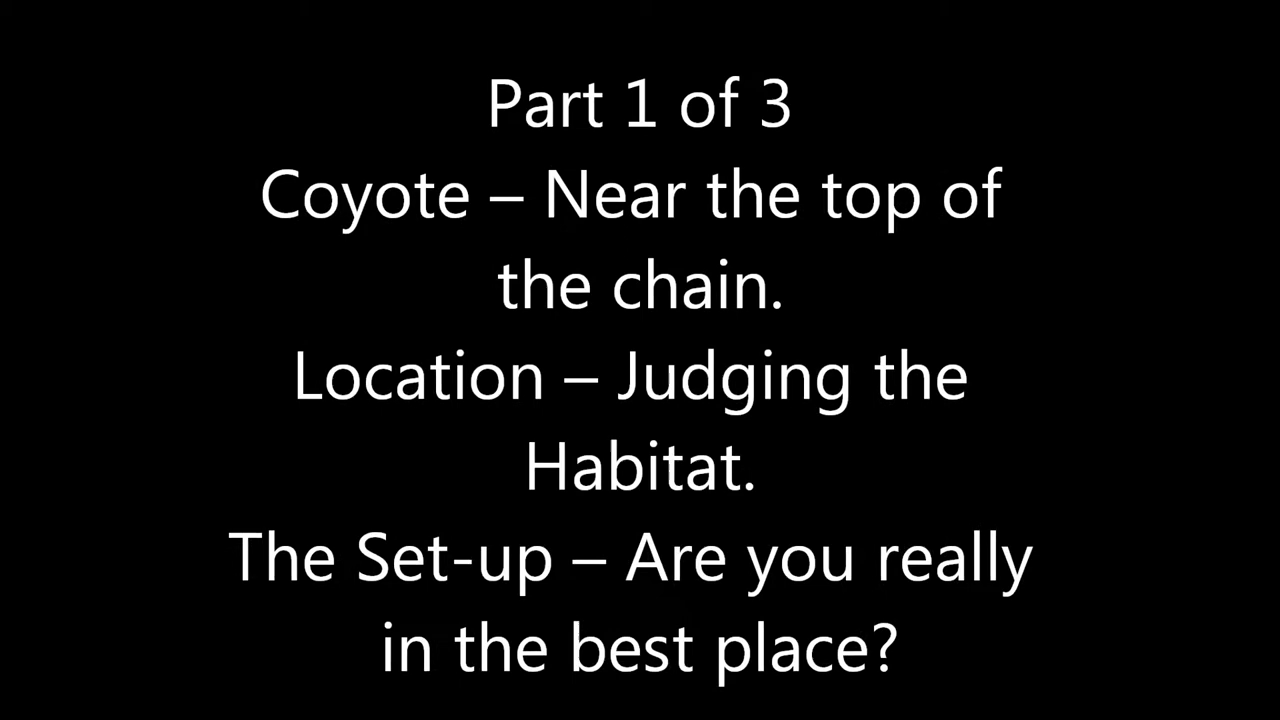 Part 1 of 3
Coyote – Near the top of
the chain.
Location – Judging the
Habitat.
The Set-up – Are you really
in the best place?